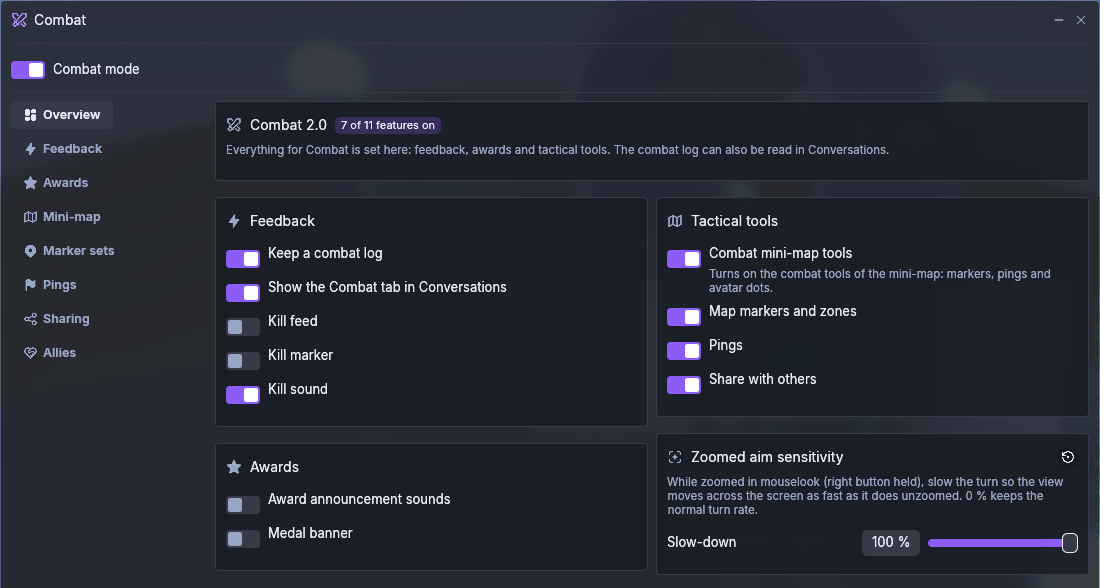 Combat
Combat mode
Overview
Feedback
Awards
Mini-map
Marker sets
Pings
Sharing
Allies
Combat 2.0 7 of 11 features on
Everything for Combat is set here: feedback, awards and tactical tools. The combat log can also be read in Conversations.
Feedback
Keep a combat log
Show the Combat tab in Conversations
Kill feed
Kill marker
Kill sound
Awards
Award announcement sounds
Medal banner
Tactical tools
Combat mini-map tools
Turns on the combat tools of the mini-map: markers, pings and
avatar dots.
Map markers and zones
Pings
Share with others
Zoomed aim sensitivity
While zoomed in mouselook (right button held), slow the turn so the view
moves across the screen as fast as it does unzoomed. 0 % keeps the
normal turn rate.
Slow-down 100 %